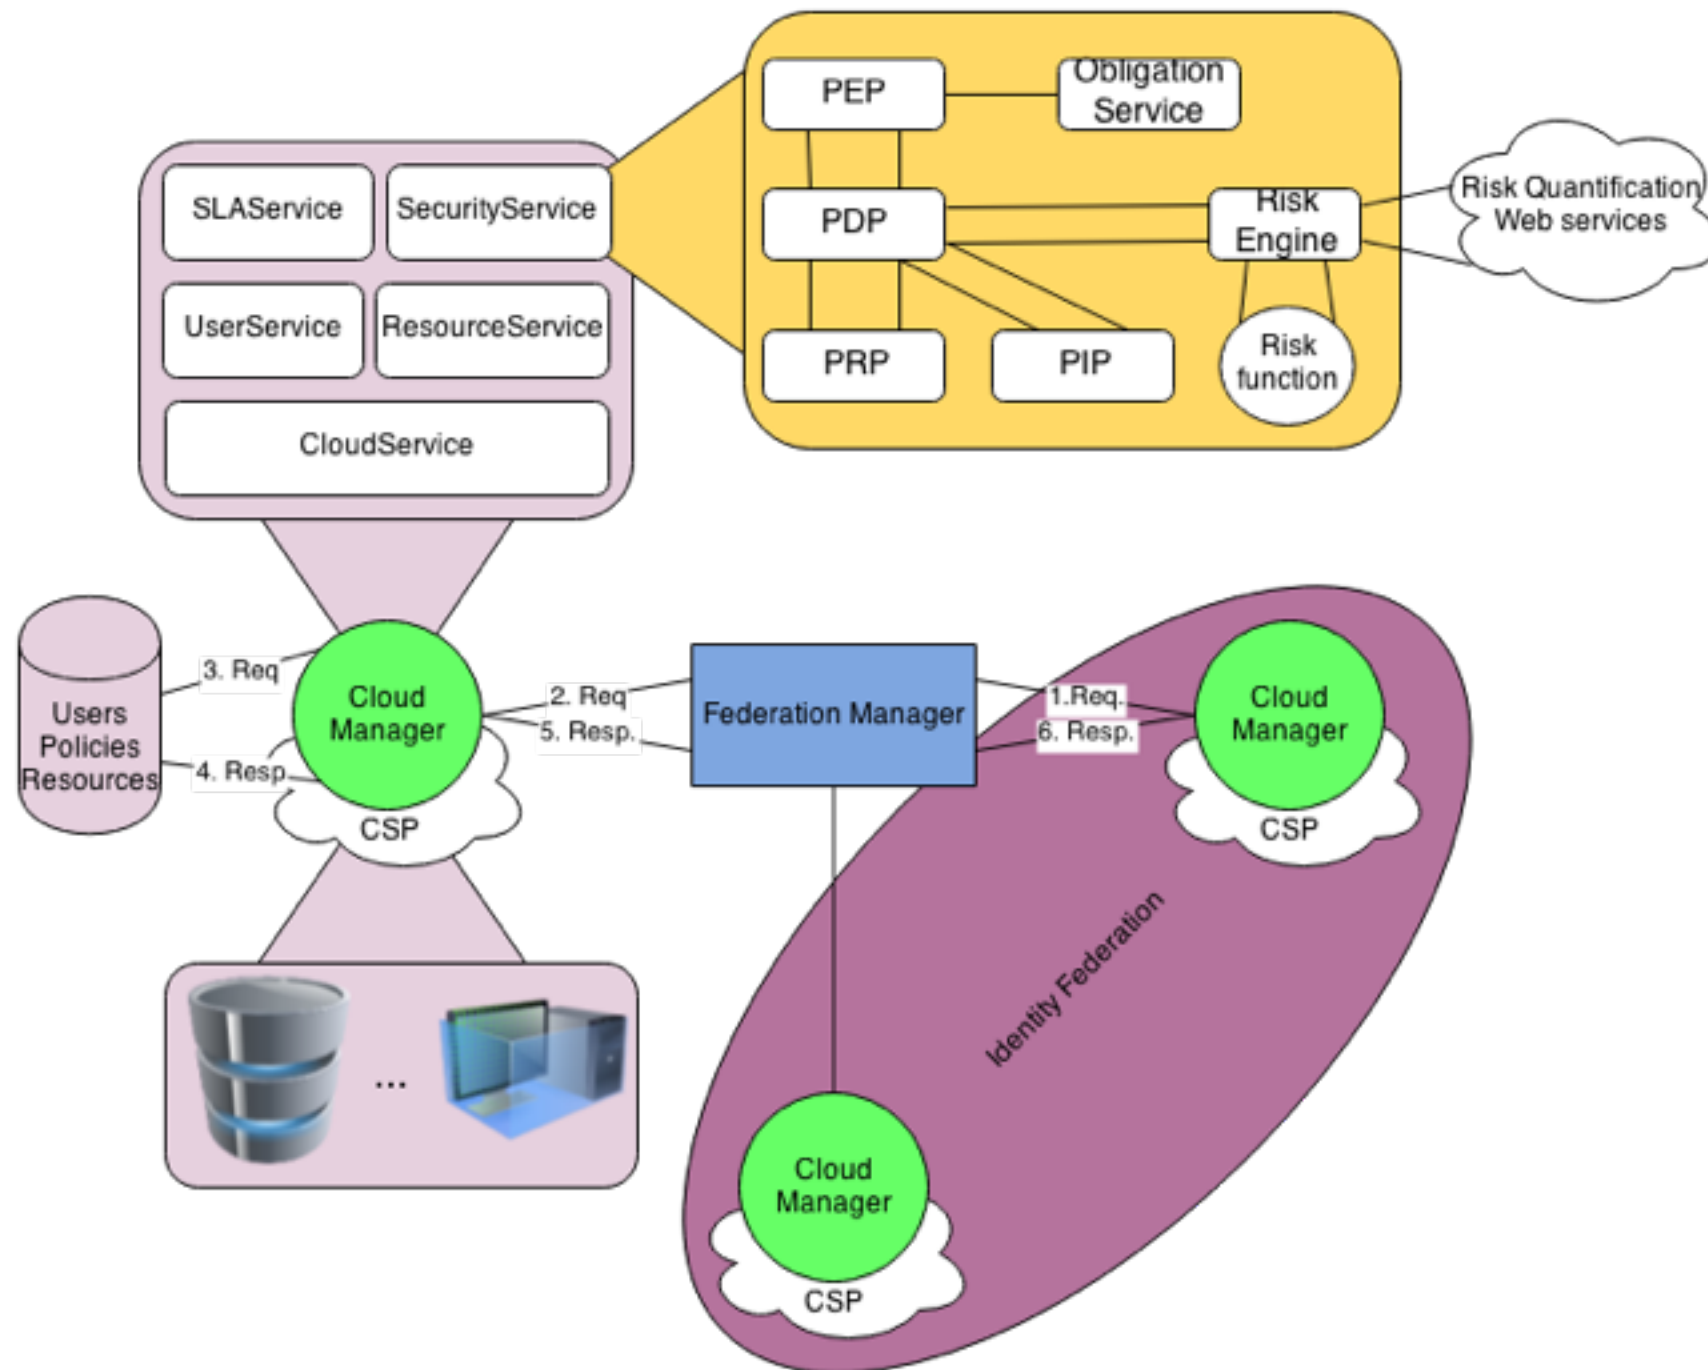 PEP
Obligation
Service
SLAService
SecurityService
PDP
Risk
Engine
Risk Quantification
Web services
UserService
ResourceService
PRP
PIP
Risk
function
CloudService
3. Req
Users
Policies
Resources
4. Resp
Cloud
Manager
CSP
2. Req
5. Resp.
Federation Manager
1.Req.
6. Resp.
Cloud
Manager
CSP
Identity Federation
...
Cloud
Manager
CSP